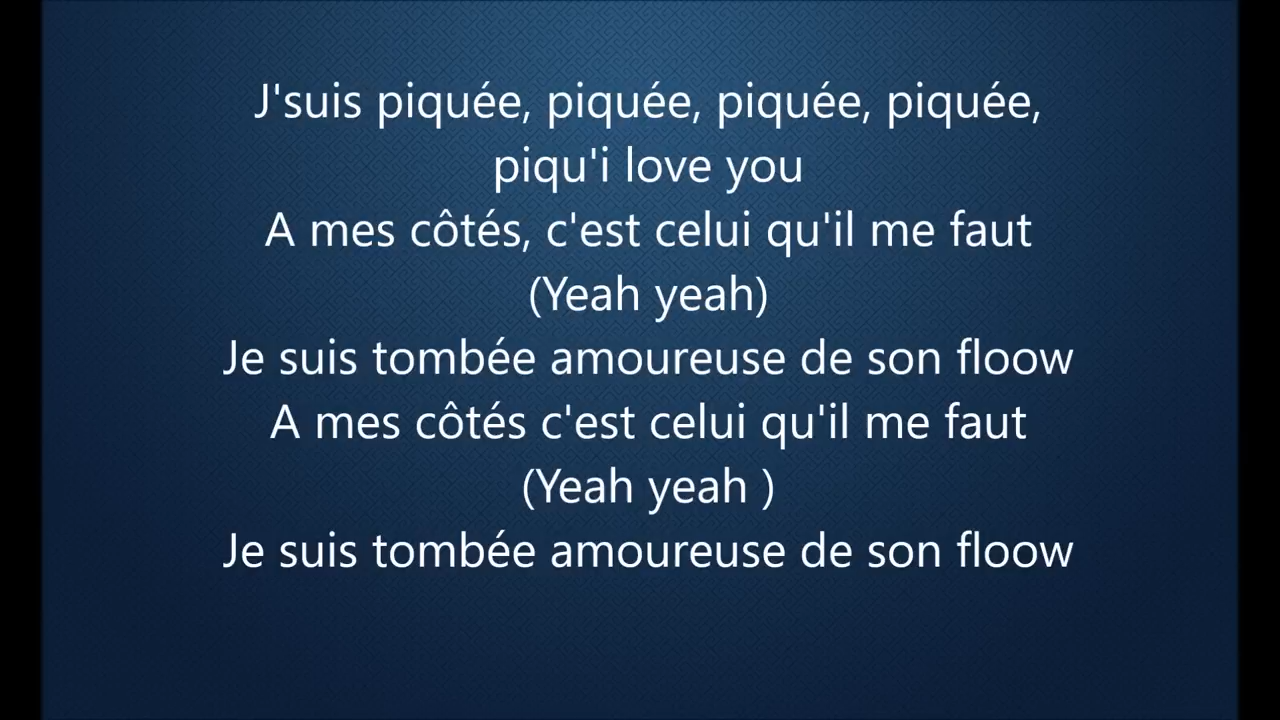 J'suis piquée, piquée, piquée, piquée,
piqu'i love you
A mes côtés, c'est celui qu'il me faut
(Yeah yeah)
Je suis tombée amoureuse de son floow
A mes côtés c'est celui qu'il me faut
(Yeah yeah )
Je suis tombée amoureuse de son floow